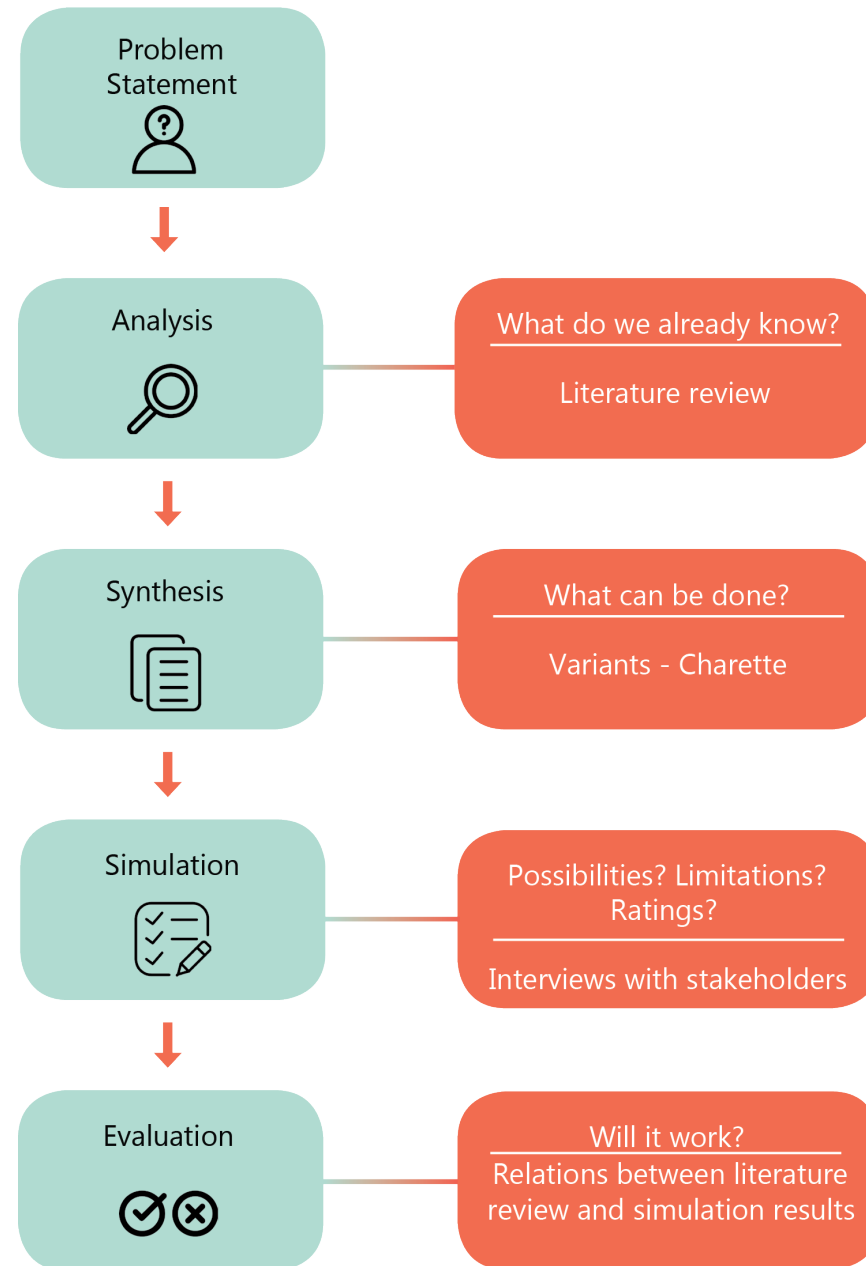 Problem
Statement
?
Analysis
What do we already know?
Literature review
Synthesis
What can be done?
Variants - Charette
Simulation
Possibilities? Limitations?
Ratings?
Interviews with stakeholders
Evaluation
Will it work?
Relations between literature
review and simulation results